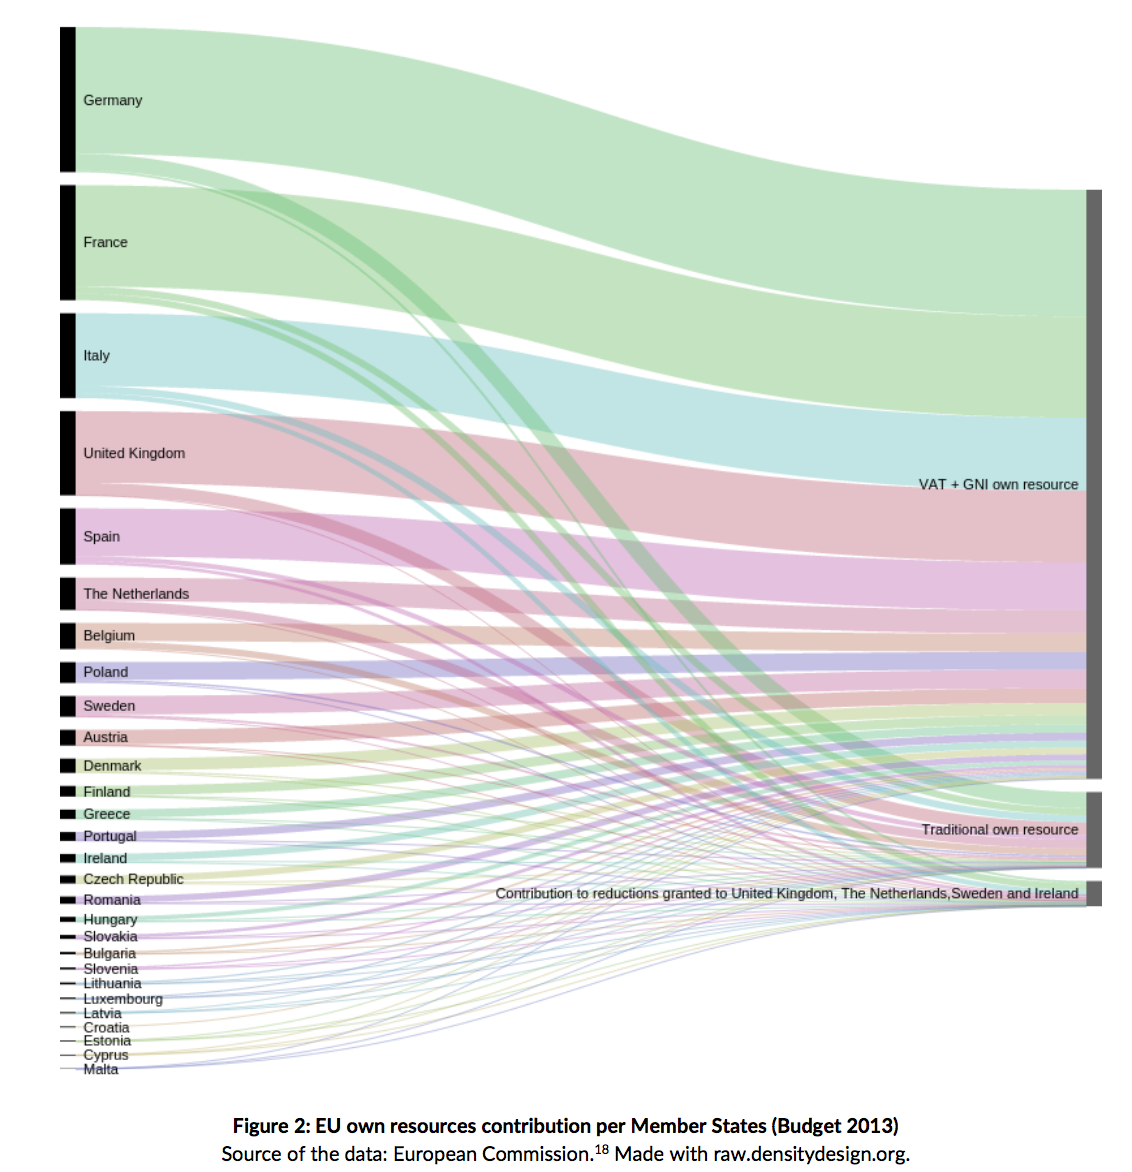 Germany
France
Italy
VAT + GNI own resource
United Kingdom
Spain
The Netherlands
Belgium
Poland
Sweden
Austria
Denmark
Finland
Greece
Traditional own resource
Portugal
Ireland
Czech Republic
Contribution to reductions granted to United Kingdom, The Netherlands,Sweden and Ireland
Romania
Hungary
Slovakia
Bulgaria
Slovenia
Lithuania
Luxembourg
Latvia
Croatia
Estonia
Cyprus
Malta
Figure 2: EU own resources contribution per Member States (Budget 2013)
Source of the data: European Commission.18 Made with raw.densitydesign.org.